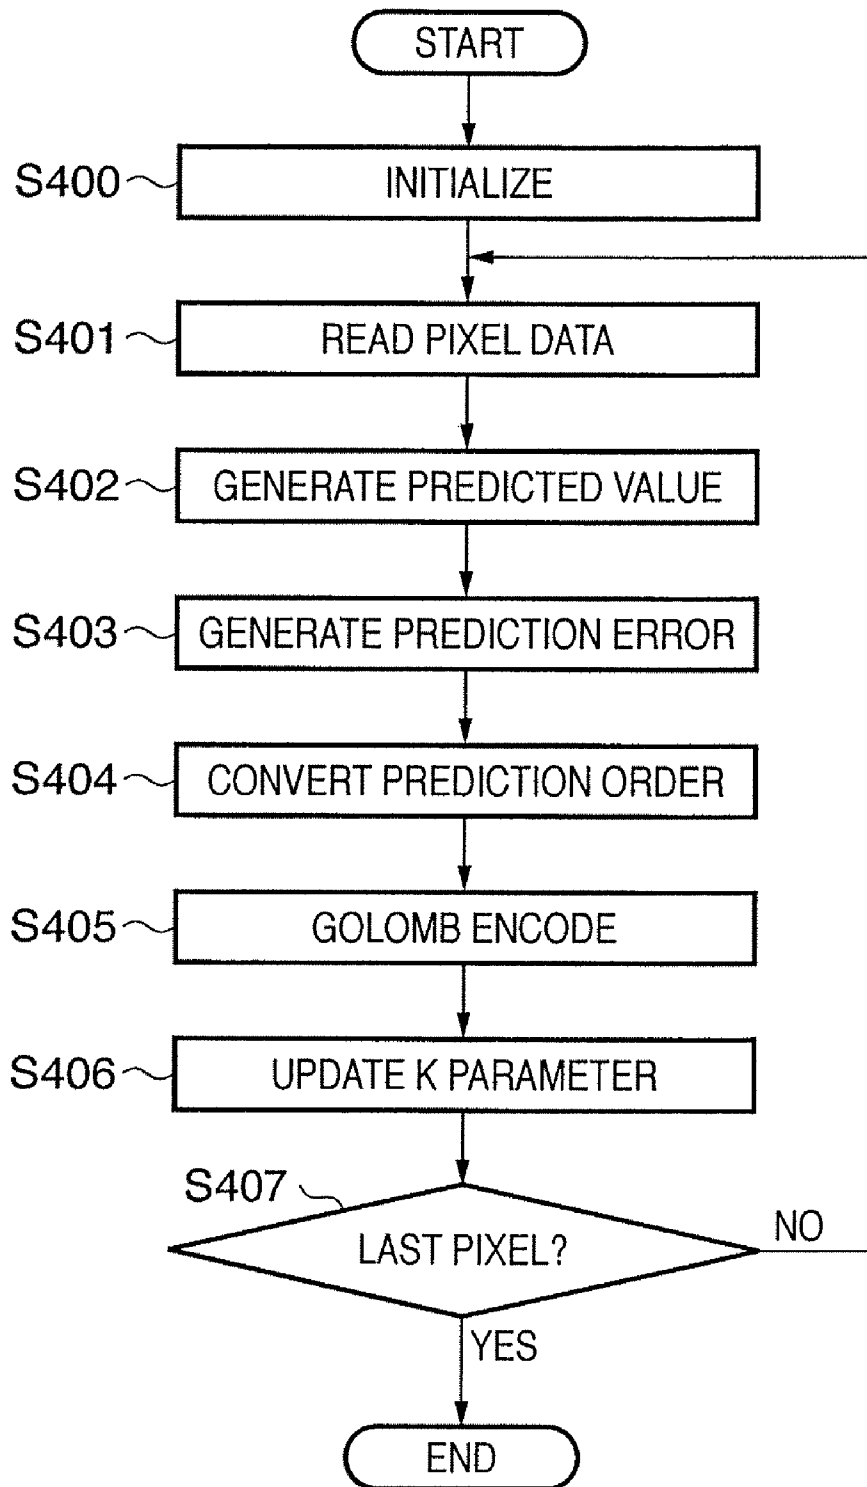 START
S400
INITIALIZE
S401
READ PIXEL DATA
S402
GENERATE PREDICTED VALUE
S403
GENERATE PREDICTION ERROR
S404
CONVERT PREDICTION ORDER
S405
GOLOMB ENCODE
S406
UPDATE K PARAMETER
S407
LAST PIXEL?
NO
YES
END